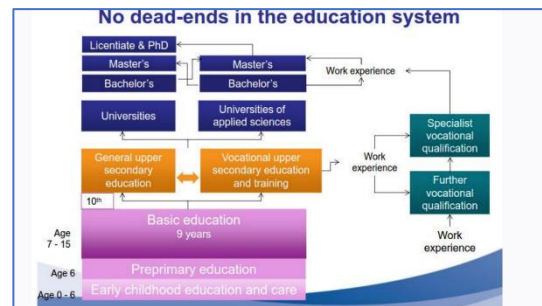 No dead-ends in the education system
Licentiate & PhD
Master's
Bachelor's
Master's
Bachelor's
Work experience
Universities
Universities of
applied sciences
General upper
secondary
education
Vocational upper
secondary education
and training
Work
experience
Specialist
vocational
qualification
Further
vocational
qualification
Work
experience
10th
Basic education
9 years
Age
7 - 15
Preprimary education
Age 6
Early childhood education and care
Age 0 - 6